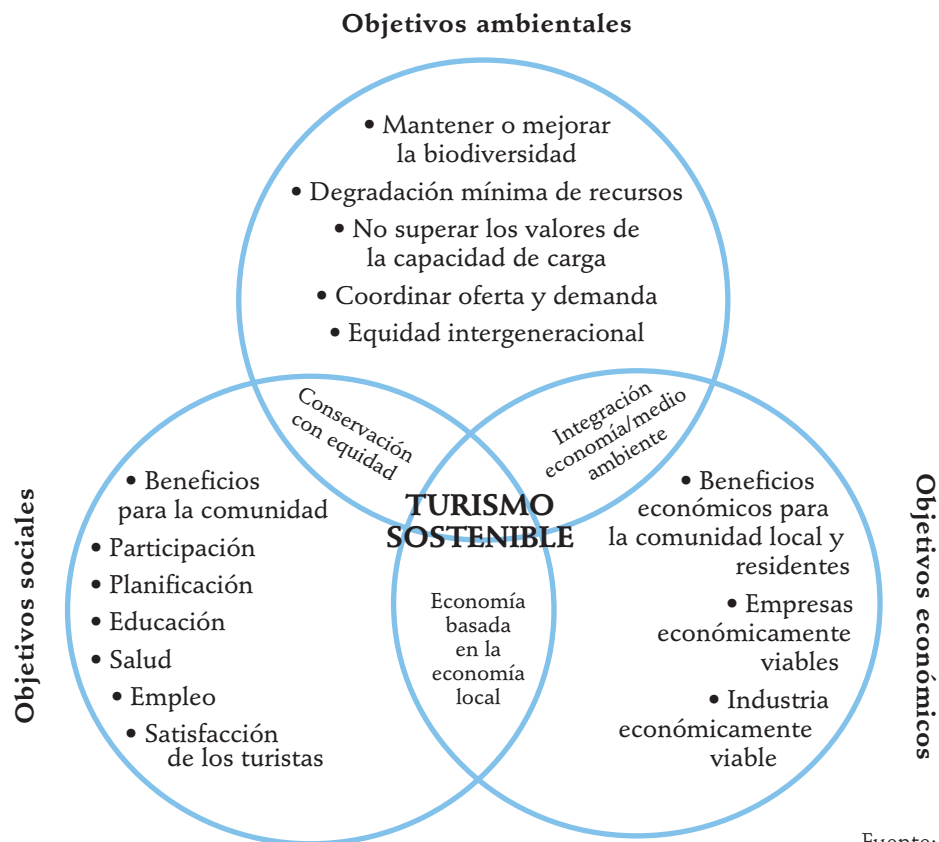 Objetivos ambientales
• Mantener o mejorar
la biodiversidad
• Degradación mínima de recursos
• No superar los valores de
la capacidad de carga
• Coordinar oferta y demanda
• Equidad intergeneracional
Conservación
con equidad
Integración
economía/medio
ambiente
TURISMO
SOSTENIBLE
Objetivos sociales
• Beneficios
para la comunidad
• Participación
• Planificación
• Educación
• Salud
• Empleo
• Satisfacción
de los turistas
Economía
basada
en la
economía
local
• Beneficios
económicos para
la comunidad local y
residentes
• Empresas
económicamente
viables
• Industria
económicamente
viable
Objetivos económicos
Fuente: